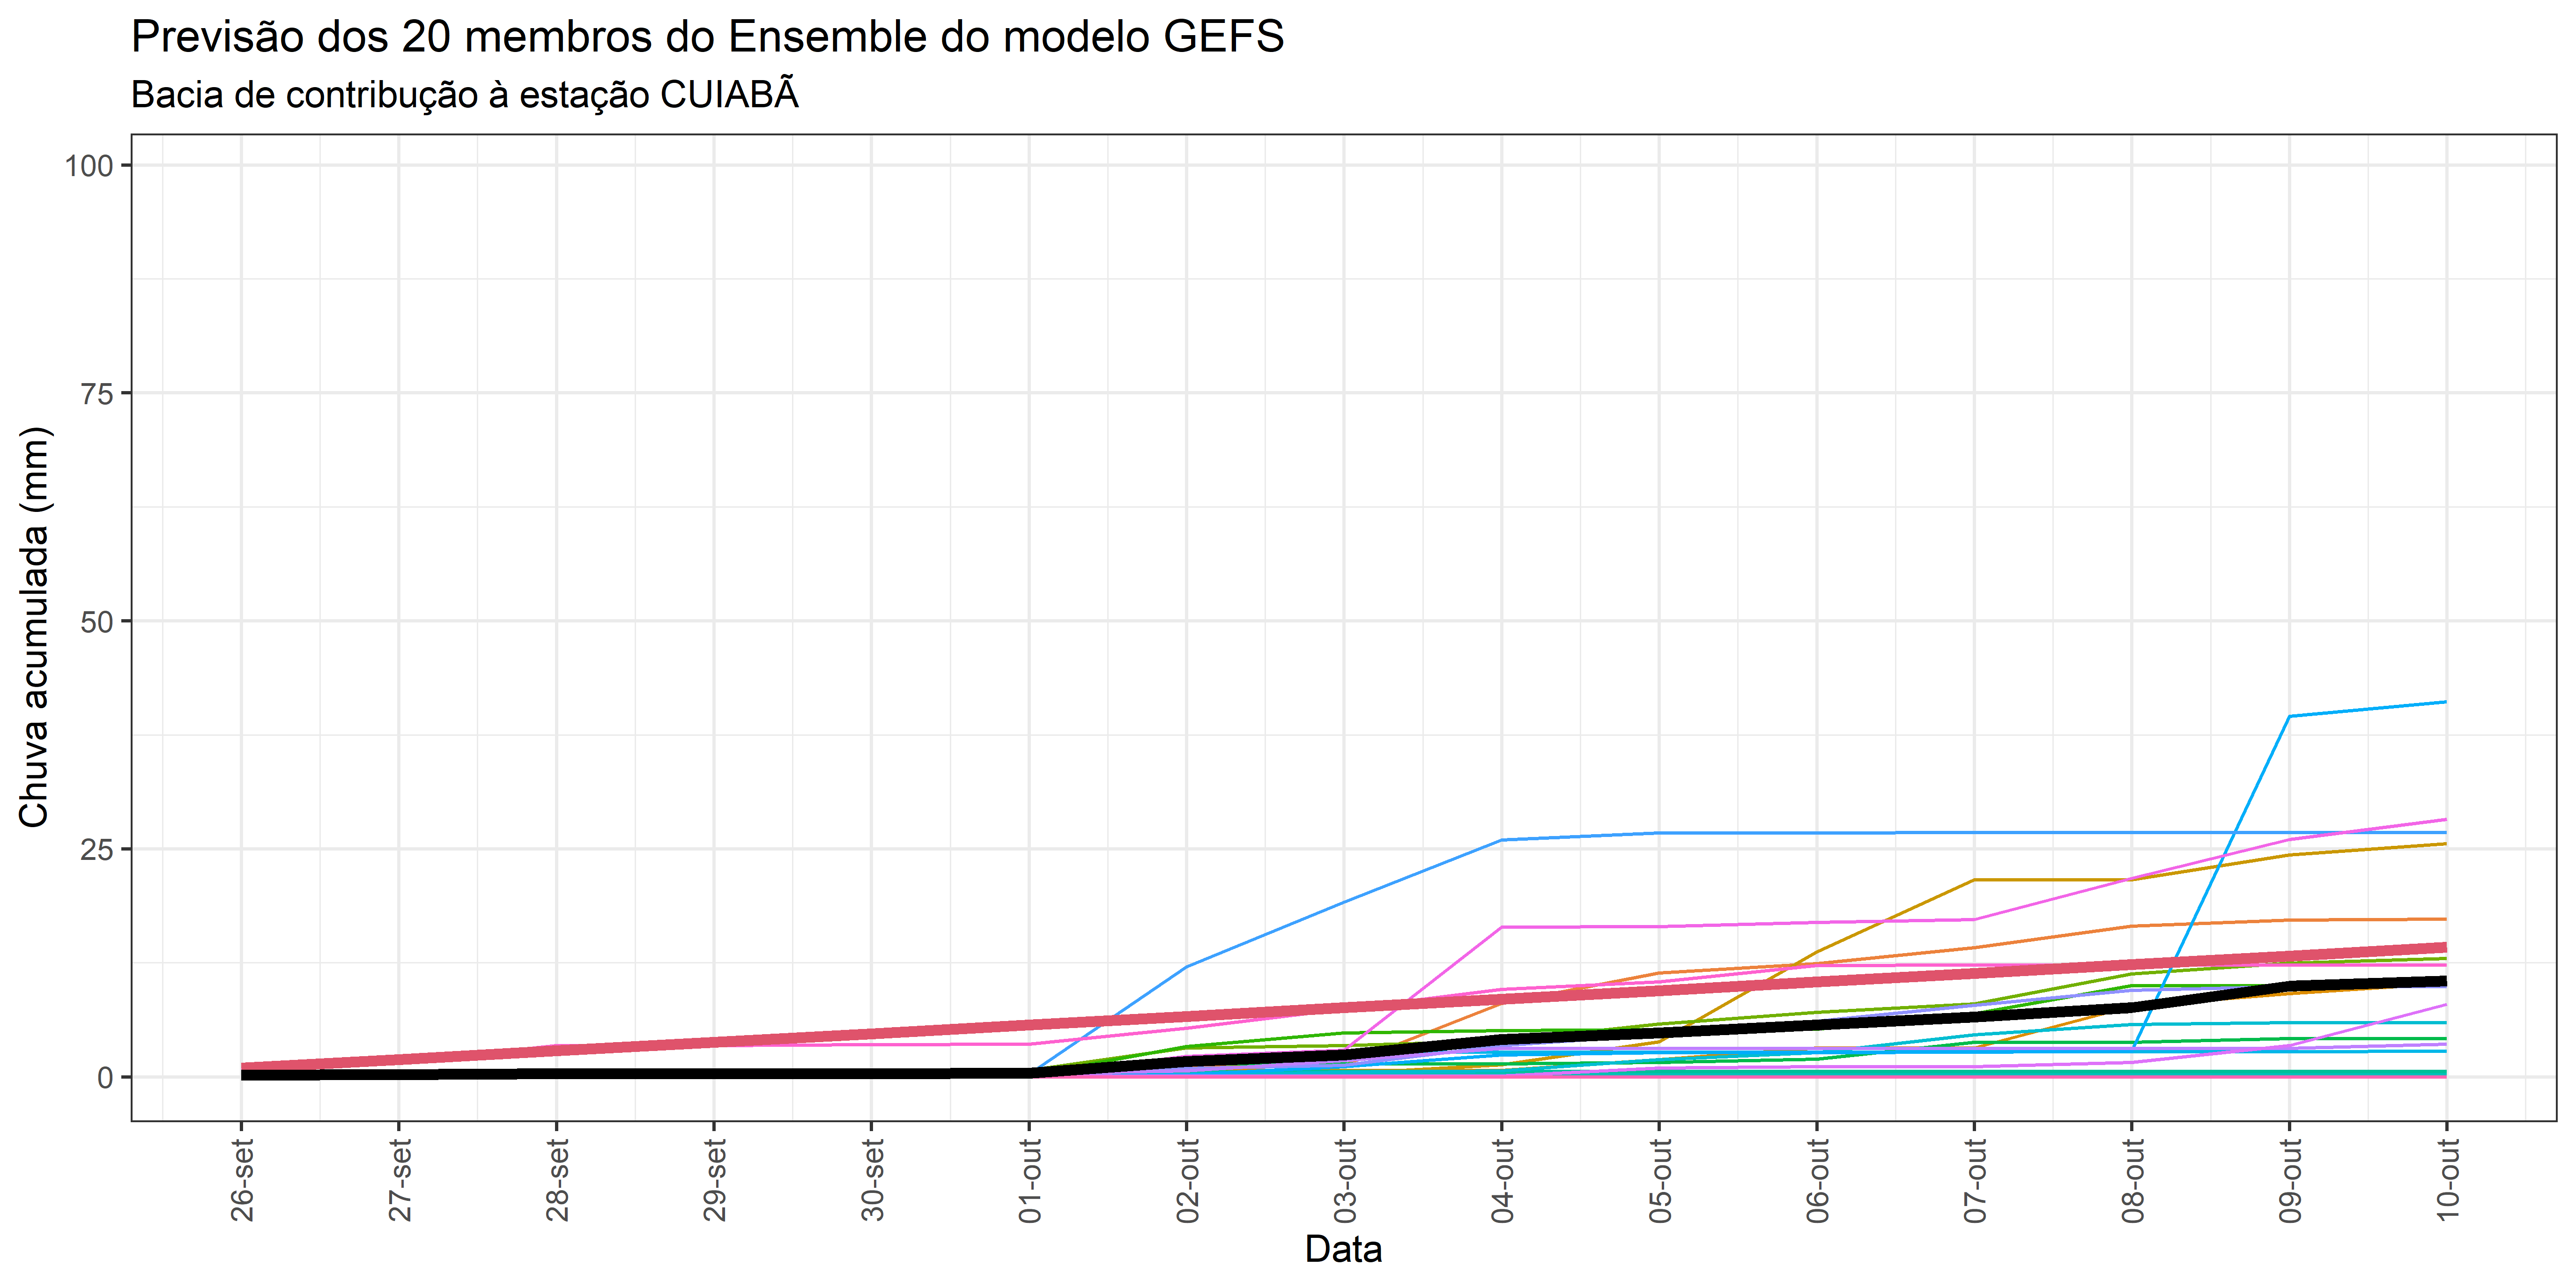 Previsão dos 20 membros do Ensemble do modelo GEFS
Bacia de contribução à estação CUIABÃ
Chuva acumulada (mm)
100
75
50
25
0
26-set
27-set
28-set
29-set
30-set
01-out
02-out
03-out
04-out
05-out
06-out
07-out
08-out
09-out
10-out
Data